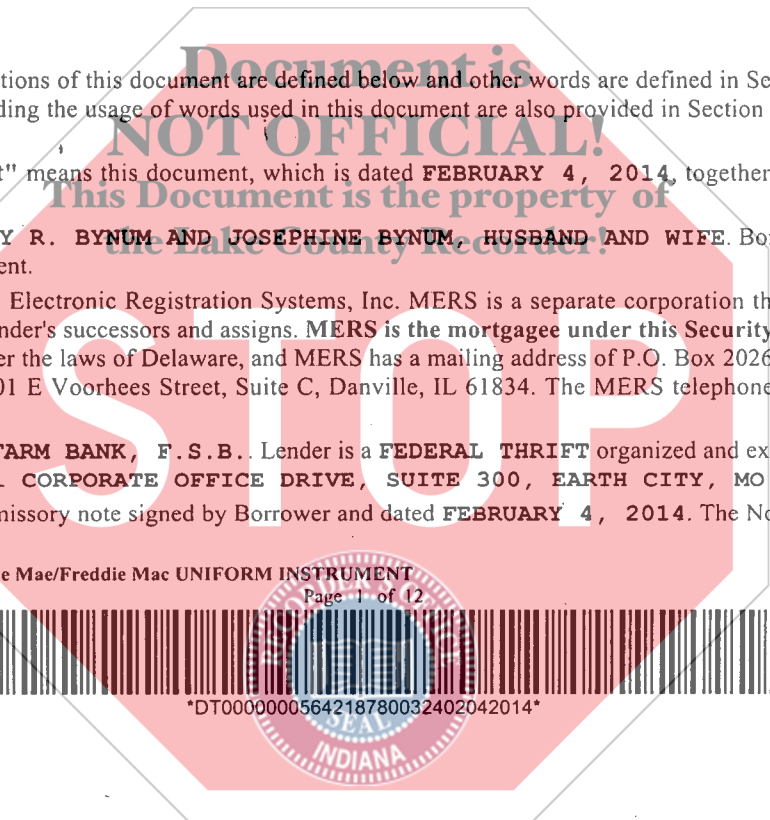 Document is
tions of this document are defined below and other words are defined in Se
ding the usage of words used in this document are also provided in Section
NOT OFFICIAL!
t" means this document, which is dated FEBRUARY 4, 2014, together
This Document is the property of
Y R. BYNUM AND JOSEPHINE BYNUM, HUSBAND AND WIFE. Bor
the Lake County Recorder!
ent.
Electronic Registration Systems, Inc. MERS is a separate corporation th
nder's successors and assigns. MERS is the mortgagee under this Security
er the laws of Delaware, and MERS has a mailing address of P.O. Box 2026
01 E Voorhees Street, Suite C, Danville, IL 61834. The MERS telephone
STOP
FARM BANK, F.S.B.. Lender is a FEDERAL THRIFT organized and ex
CORPORATE OFFICE DRIVE, SUITE 300, EARTH CITY, MO
missory note signed by Borrower and dated FEBRUARY 4, 2014. The No
e Mae/Freddie Mac UNIFORM INSTRUMENT
Page 1 of 12
RECORDER'S OFFICE
*DT0000000564218780032402042014*
SEAL
INDIANA